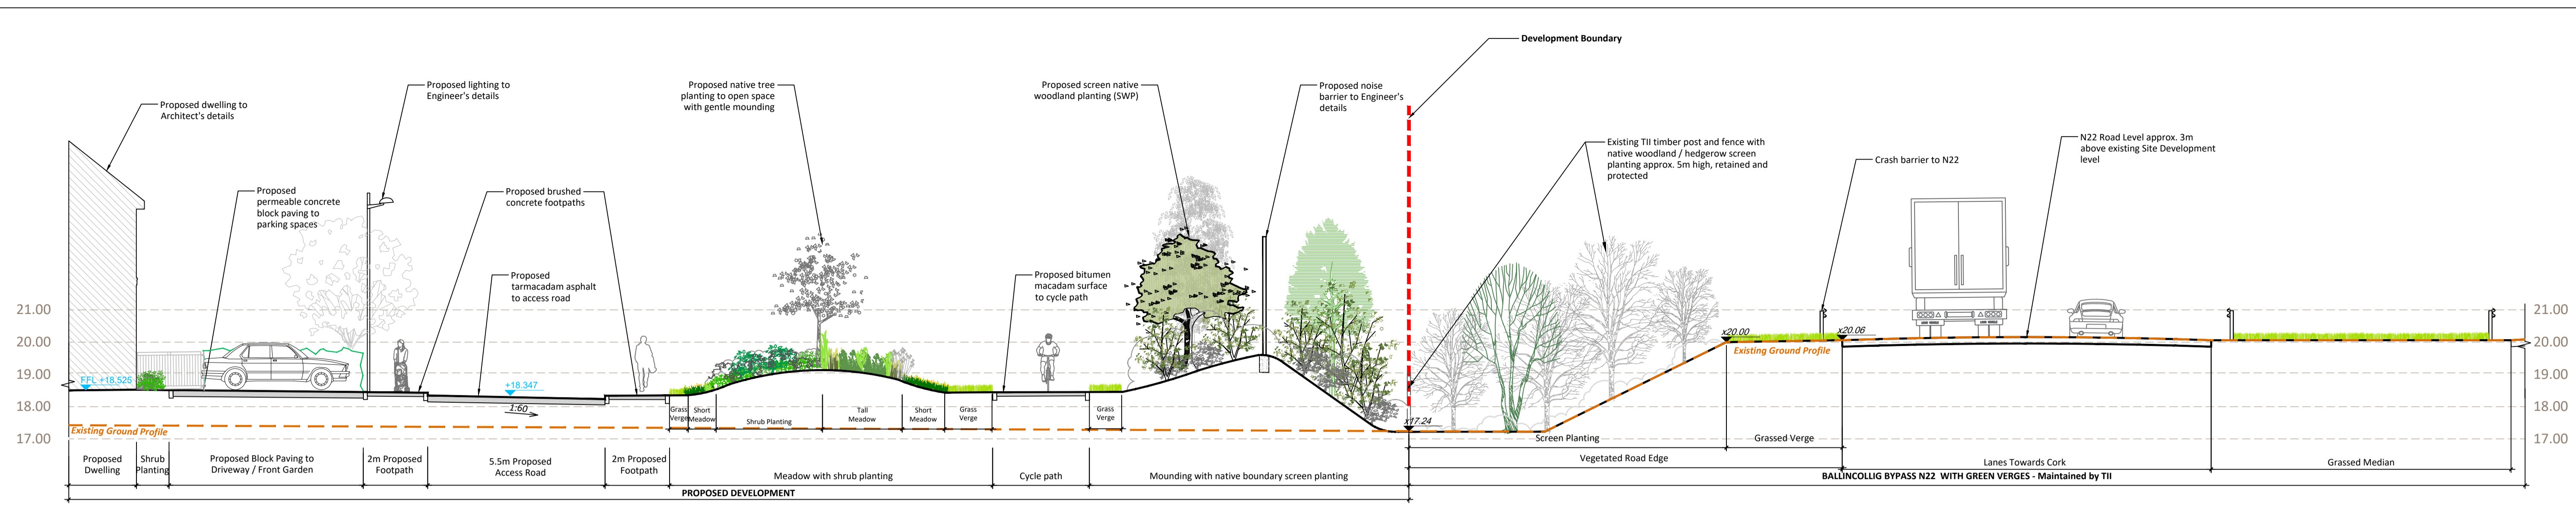 Development Boundary
Proposed dwelling to
Architect's details
Proposed lighting to
Engineer's details
Proposed native tree
planting to open space
with gentle mounding
Proposed screen native
woodland planting (SWP)
Proposed noise
barrier to Engineer's
details
Existing TII timber post and fence with
native woodland / hedgerow screen
planting approx. 5m high, retained and
protected
Crash barrier to N22
N22 Road Level approx. 3m
above existing Site Development
level
Proposed
permeable concrete
block paving to
parking spaces
Proposed brushed
concrete footpaths
Proposed
tarmacadam asphalt
to access road
Proposed bitumen
macadam surface
to cycle path
21.00
20.00
19.00
18.00
17.00
21.00
20.00
19.00
18.00
17.00
FFL +18.525
+18.347
1:60
x17.24
x20.00
x20.06
Existing Ground Profile
Existing Ground Profile
Grass
Verge
Short
Meadow
Shrub Planting
Tall
Meadow
Short
Meadow
Grass
Verge
Grass
Verge
Screen Planting
Grassed Verge
Vegetated Road Edge
Proposed
Dwelling
Shrub
Planting
Proposed Block Paving to
Driveway / Front Garden
2m Proposed
Footpath
5.5m Proposed
Access Road
2m Proposed
Footpath
Meadow with shrub planting
Cycle path
Mounding with native boundary screen planting
Lanes Towards Cork
Grassed Median
PROPOSED DEVELOPMENT
BALLINCOLLIG BYPASS N22 WITH GREEN VERGES - Maintained by TII